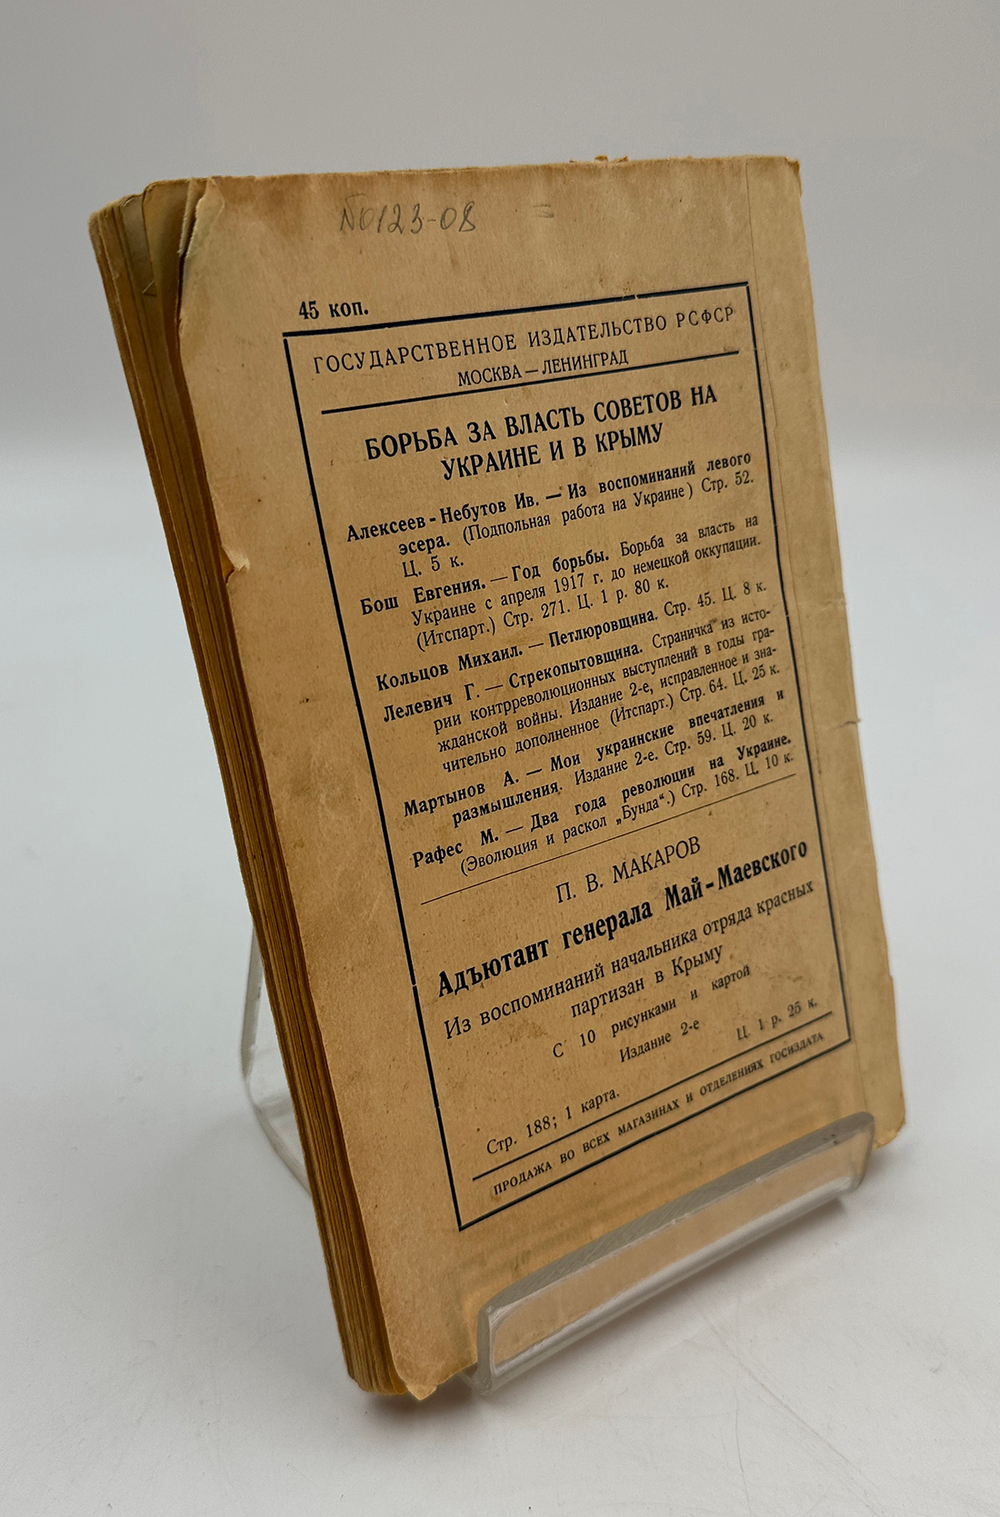 №0123-08
45 коп.
ГОСУДАРСТВЕННОЕ ИЗДАТЕЛЬСТВО РСФСР
МОСКВА — ЛЕНИНГРАД
БОРЬБА ЗА ВЛАСТЬ СОВЕТОВ НА
УКРАИНЕ И В КРЫМУ
Алексеев-Небутов Ив. — Из воспоминаний левого
эсера. (Подпольная работа на Украине) Стр. 52.
Ц. 5 к.
Бош Евгения. — Год борьбы. Борьба за власть на
Украине с апреля 1917 г. до немецкой оккупации.
(Итспарт.) Стр. 271. Ц. 1 р. 80 к.
Кольцов Михаил. — Петлюровщина. Стр. 45. Ц. 8 к.
Лелевич Г. — Стрекопытовщина. Страничка из исто-
рии контрреволюционных выступлений в годы гра-
жданской войны. Издание 2-е, исправленное и зна-
чительно дополненное (Итспарт.) Стр. 64. Ц. 25 к.
Мартынов А. — Мои украинские впечатления и
размышления. Издание 2-е. Стр. 59. Ц. 20 к.
Рафес М. — Два года революции на Украине.
(Эволюция и раскол „Бунда“.) Стр. 168. Ц. 10 к.
П. В. МАКАРОВ
Адъютант генерала Май-Маевского
Из воспоминаний начальника отряда красных
партизан в Крыму
С 10 рисунками и картой
Издание 2-е
Стр. 188; 1 карта. Ц. 1 р. 25 к.
ПРОДАЖА ВО ВСЕХ МАГАЗИНАХ И ОТДЕЛЕНИЯХ ГОСИЗДАТА